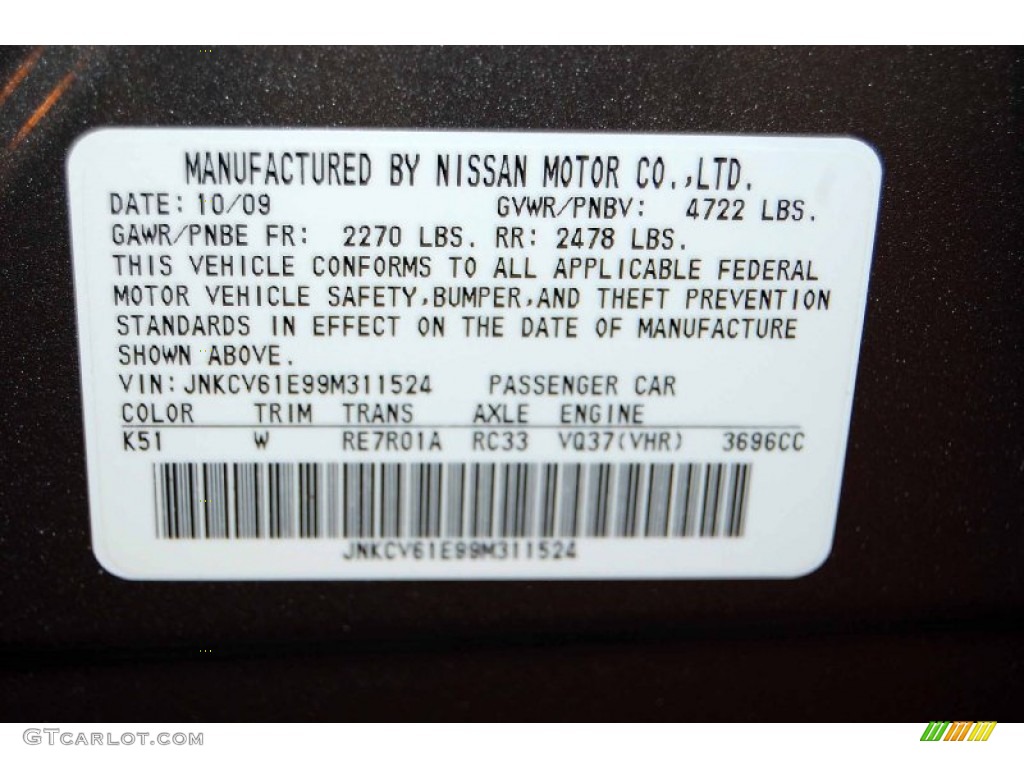 MANUFACTURED BY NISSAN MOTOR CO.,LTD.
DATE: 10/09 GVWR/PNBV: 4722 LBS.
GAWR/PNBE FR: 2270 LBS. RR: 2478 LBS.
THIS VEHICLE CONFORMS TO ALL APPLICABLE FEDERAL
MOTOR VEHICLE SAFETY,BUMPER,AND THEFT PREVENTION
STANDARDS IN EFFECT ON THE DATE OF MANUFACTURE
SHOWN ABOVE.
VIN: JNKCV61E99M311524 PASSENGER CAR
COLOR TRIM TRANS AXLE ENGINE
K51 W RE7R01A RC33 VQ37(VHR) 3696CC
JNKCV61E99M311524
GTCARLOT.COM